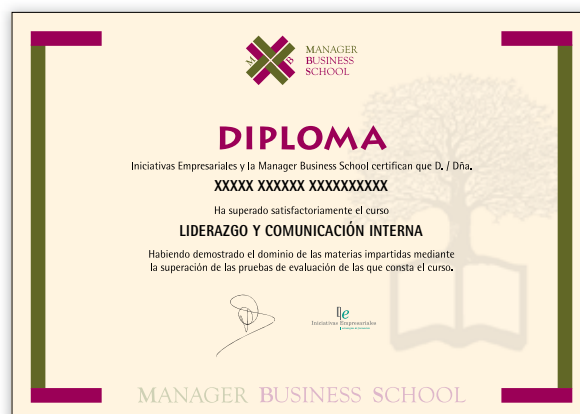 M B
MANAGER
BUSINESS
SCHOOL
DIPLOMA
Iniciativas Empresariales y la Manager Business School certifican que D. / Dña.
XXXXX XXXXXX XXXXXXXXXX
Ha superado satisfactoriamente el curso
LIDERAZGO Y COMUNICACIÓN INTERNA
Habiendo demostrado el dominio de las materias impartidas mediante
la superación de las pruebas de evaluación de las que consta el curso.
Iniciativas Empresariales
MANAGER BUSINESS SCHOOL